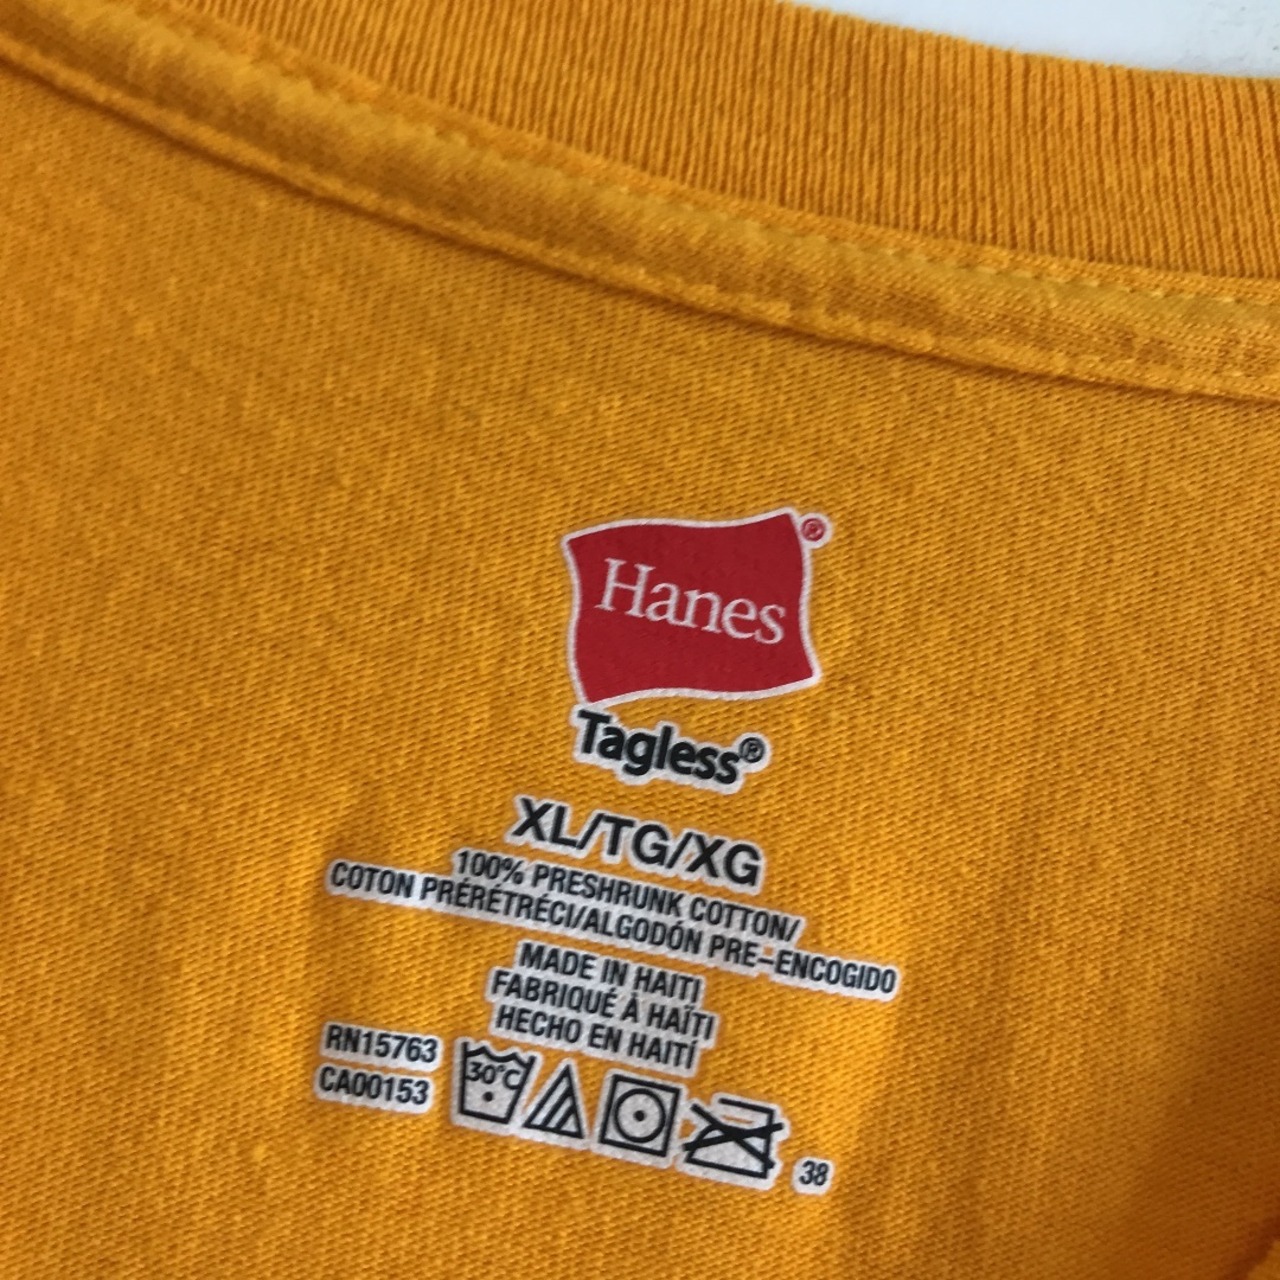 Hanes®
Tagless®
XL/TG/XG
100% PRESHRUNK COTTON/
COTON PRÉRÉTRÉCI/ALGODÓN PRE-ENCOGIDO
MADE IN HAITI
FABRIQUÉ À HAÏTI
HECHO EN HAITÍ
RN15763
CA00153
30°C
38